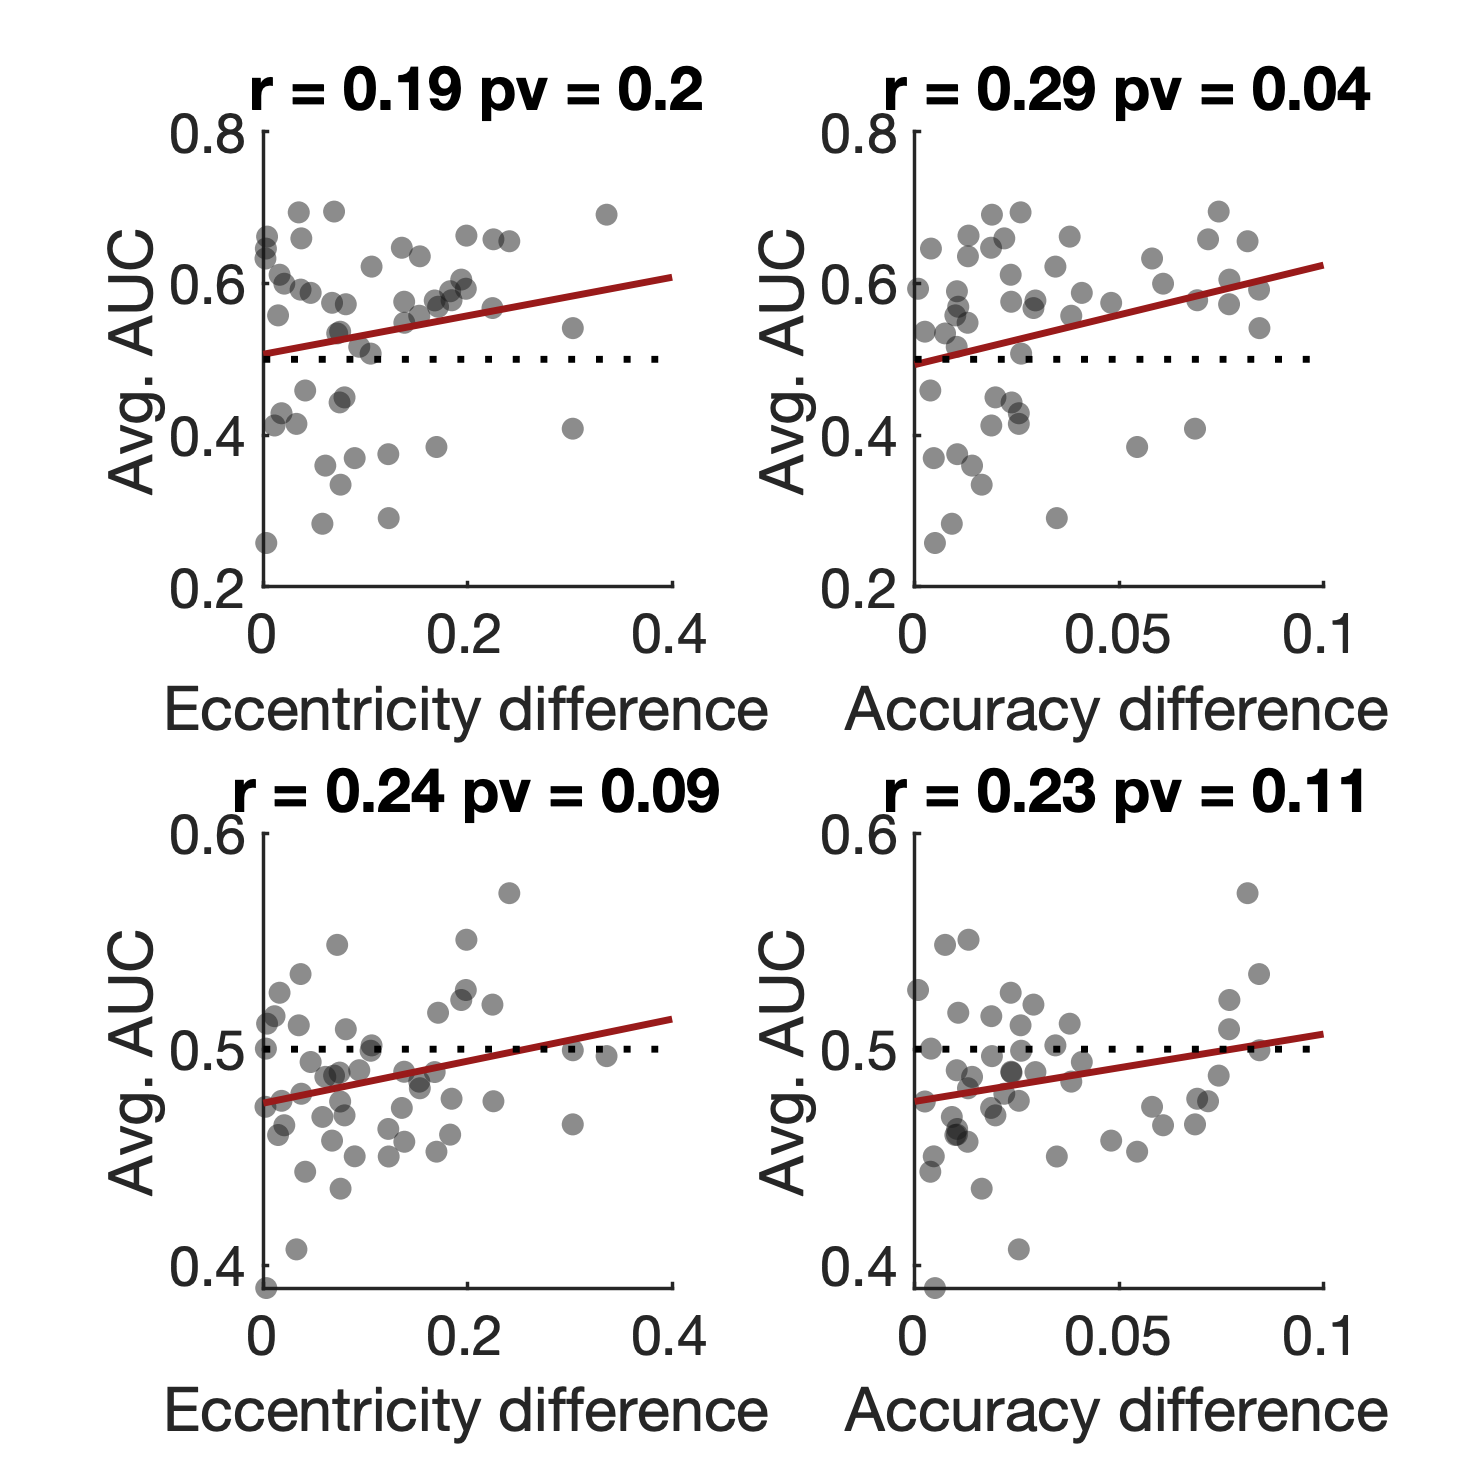 r = 0.19 pv = 0.2
0.8
0.6
0.4
0.2
Avg. AUC
0
0.2
0.4
Eccentricity difference
r = 0.29 pv = 0.04
0.8
0.6
0.4
0.2
Avg. AUC
0
0.05
0.1
Accuracy difference
r = 0.24 pv = 0.09
0.6
0.5
0.4
Avg. AUC
0
0.2
0.4
Eccentricity difference
r = 0.23 pv = 0.11
0.6
0.5
0.4
Avg. AUC
0
0.05
0.1
Accuracy difference